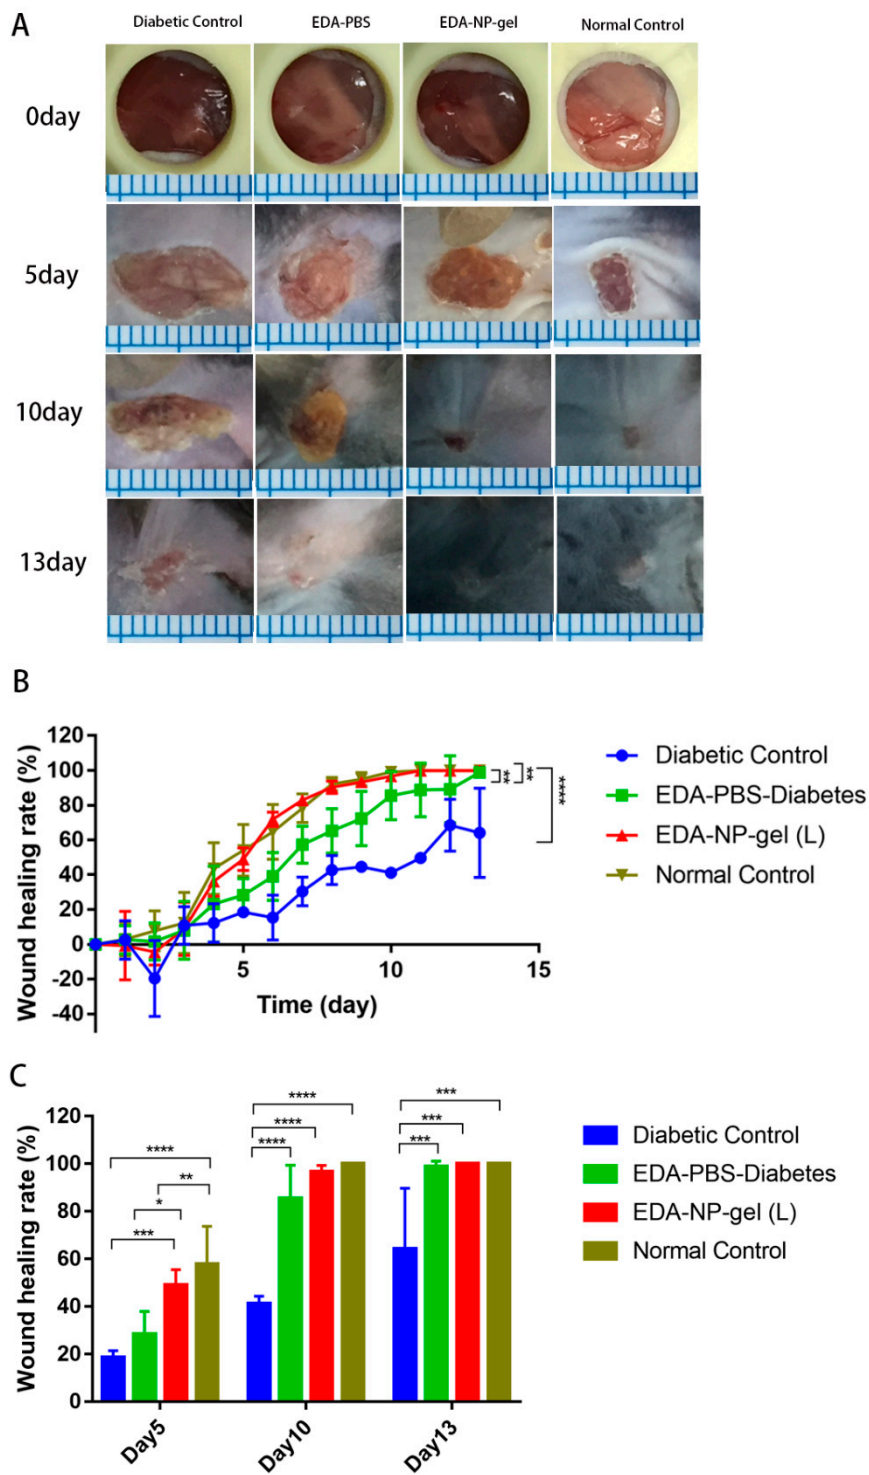 A
Diabetic Control EDA-PBS EDA-NP-gel Normal Control
0day
5day
10day
13day
B
Wound healing rate (%)
120
100
80
60
40
20
0
-20
-40
5 10 15
Time (day)
** ** ****
Diabetic Control
EDA-PBS-Diabetes
EDA-NP-gel (L)
Normal Control
C
Wound healing rate (%)
120
100
80
60
40
20
0
****
**
*
***
****
****
****
***
***
***
Day5 Day10 Day13
Diabetic Control
EDA-PBS-Diabetes
EDA-NP-gel (L)
Normal Control